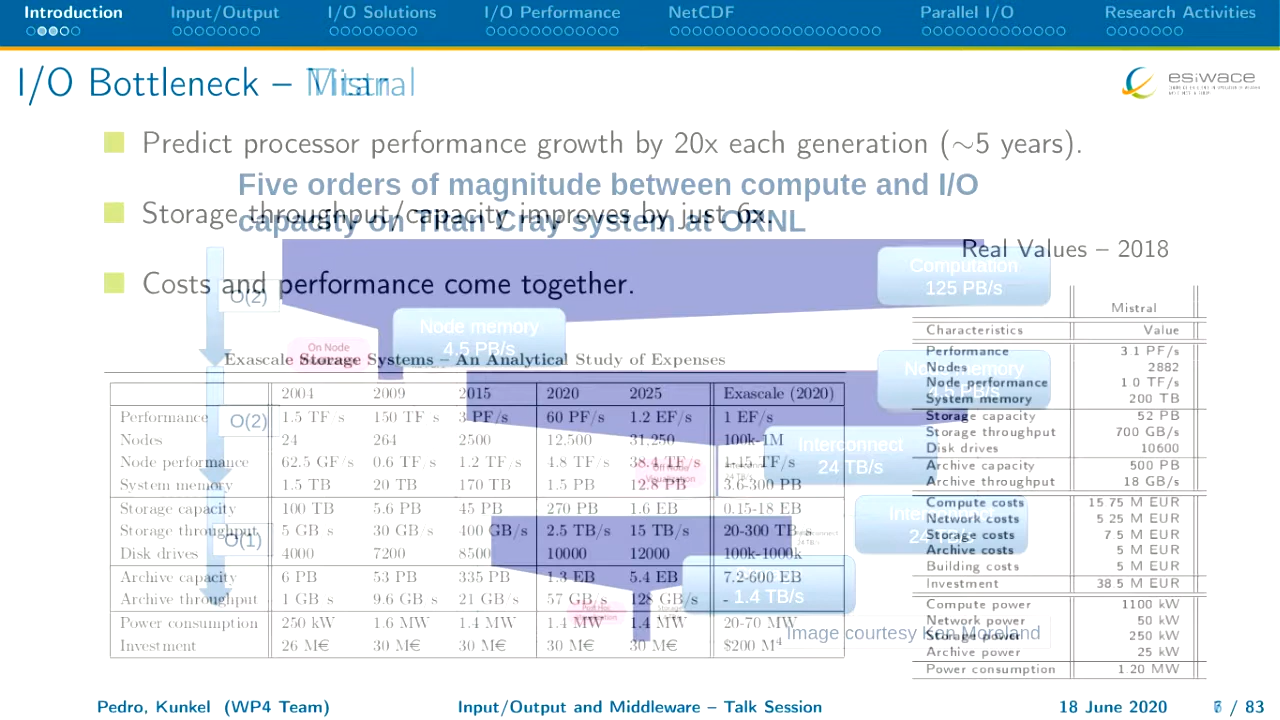 Introduction Input/Output I/O Solutions I/O Performance NetCDF Parallel I/O Research Activities
I/O Bottleneck –
esiwace
Predict processor performance growth by 20x each generation (∼5 years).
Five orders of magnitude between compute and I/O
capacity on Titan Cray system at ORNL
Storage throughput/capacity improves by just 6x.
Real Values – 2018
Costs and performance come together.
Computation
125 PB/s
O(2)
Node memory
4.5 PB/s
On Node
Exascale Storage Systems – An Analytical Study of Expenses
2004 2009 2015 2020 2025 Exascale (2020)
Performance 1.5 TF/s 150 TF/s 3 PF/s 60 PF/s 1.2 EF/s 1 EF/s
Nodes 24 264 2500 12,500 31,250 100k-1M
Node performance 62.5 GF/s 0.6 TF/s 1.2 TF/s 4.8 TF/s 38.4 TF/s 1-15 TF/s
System memory 1.5 TB 20 TB 170 TB 1.5 PB 12.8 PB 3.6-300 PB
Storage capacity 100 TB 5.6 PB 45 PB 270 PB 1.6 EB 0.15-18 EB
Storage throughput 5 GB/s 30 GB/s 400 GB/s 2.5 TB/s 15 TB/s 20-300 TB/s
Disk drives 4000 7200 8500 10000 12000 100k-1000k
Archive capacity 6 PB 53 PB 335 PB 1.3 EB 5.4 EB 7.2-600 EB
Archive throughput 1 GB/s 9.6 GB/s 21 GB/s 57 GB/s 128 GB/s -
Power consumption 250 kW 1.6 MW 1.4 MW 1.4 MW 1.4 MW 20-70 MW
Investment 26 M€ 30 M€ 30 M€ 30 M€ 30 M€ $200 M4
O(2)
O(1)
Interconnect
24 TB/s
1.4 TB/s
Image courtesy Ken Moreland
Mistral
Characteristics Value
Performance 3.1 PF/s
Nodes 2882
Node performance 1.0 TF/s
System memory 200 TB
Storage capacity 52 PB
Storage throughput 700 GB/s
Disk drives 10600
Archive capacity 500 PB
Archive throughput 18 GB/s
Compute costs 15.75 M EUR
Network costs 5.25 M EUR
Storage costs 7.5 M EUR
Archive costs 5 M EUR
Building costs 5 M EUR
Investment 38.5 M EUR
Compute power 1100 kW
Network power 50 kW
Storage power 250 kW
Archive power 25 kW
Power consumption 1.20 MW
Pedro, Kunkel (WP4 Team) Input/Output and Middleware – Talk Session 18 June 2020 / 83